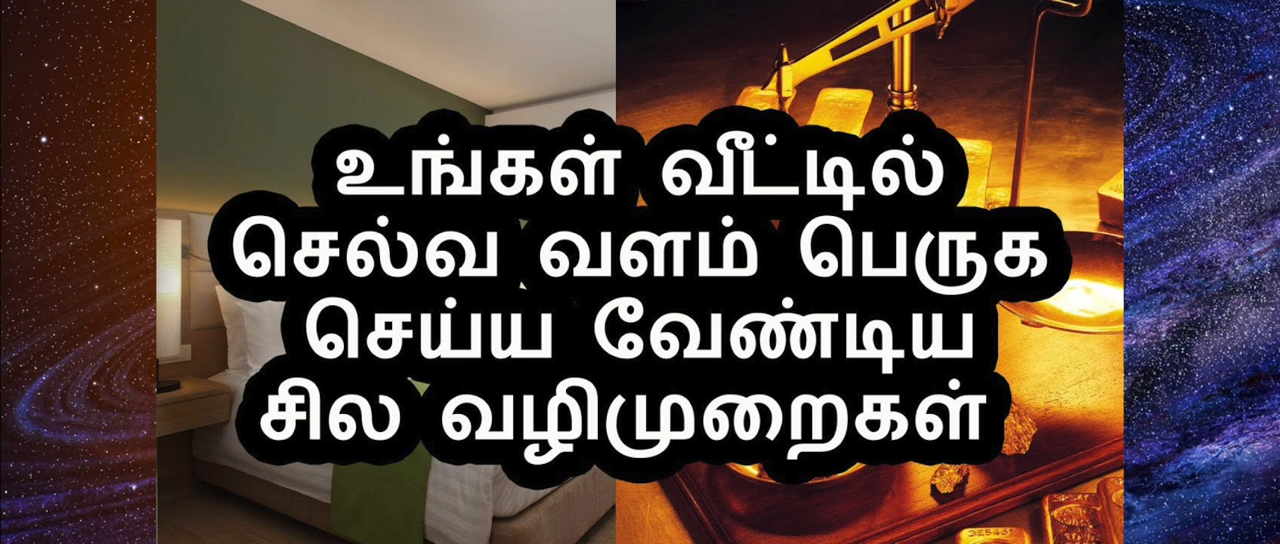 உங்கள் வீட்டில்
செல்வ வளம் பெருக
செய்ய வேண்டிய
சில வழிமுறைகள்